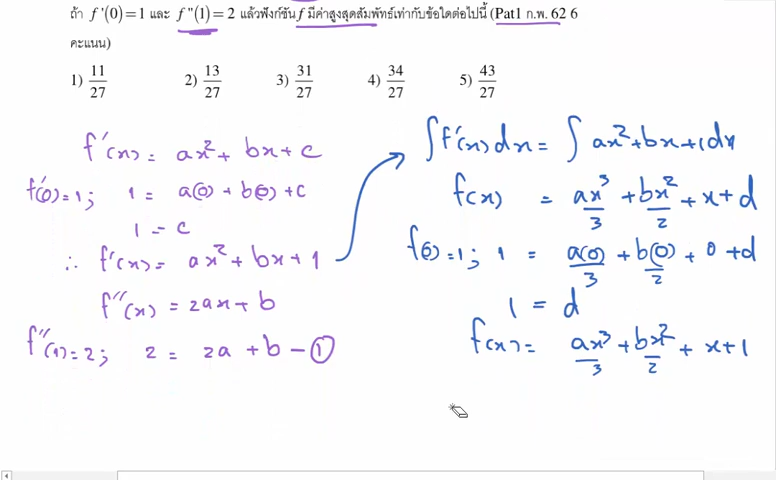 ถ้า f '(0)=1 และ f "(1)=2 แล้วฟังก์ชัน f มีค่าสูงสุดสัมพัทธ์เท่ากับข้อใดต่อไปนี้ (Pat1 ก.พ. 62 6
คะแนน)
1) 11/27 2) 13/27 3) 31/27 4) 34/27 5) 43/27
f'(x) = ax² + bx + c
f'(0)=1; 1 = a(0) + b(0) + c
1 = c
∴ f'(x) = ax² + bx + 1
f''(x) = 2ax + b
f''(1)=2; 2 = 2a + b — ①
∫f'(x)dx = ∫ax²+bx+1dx
f(x) = ax³/3 + bx²/2 + x + d
f(0)=1; 1 = a(0)/3 + b(0)/2 + 0 + d
1 = d
f(x) = ax³/3 + bx²/2 + x + 1